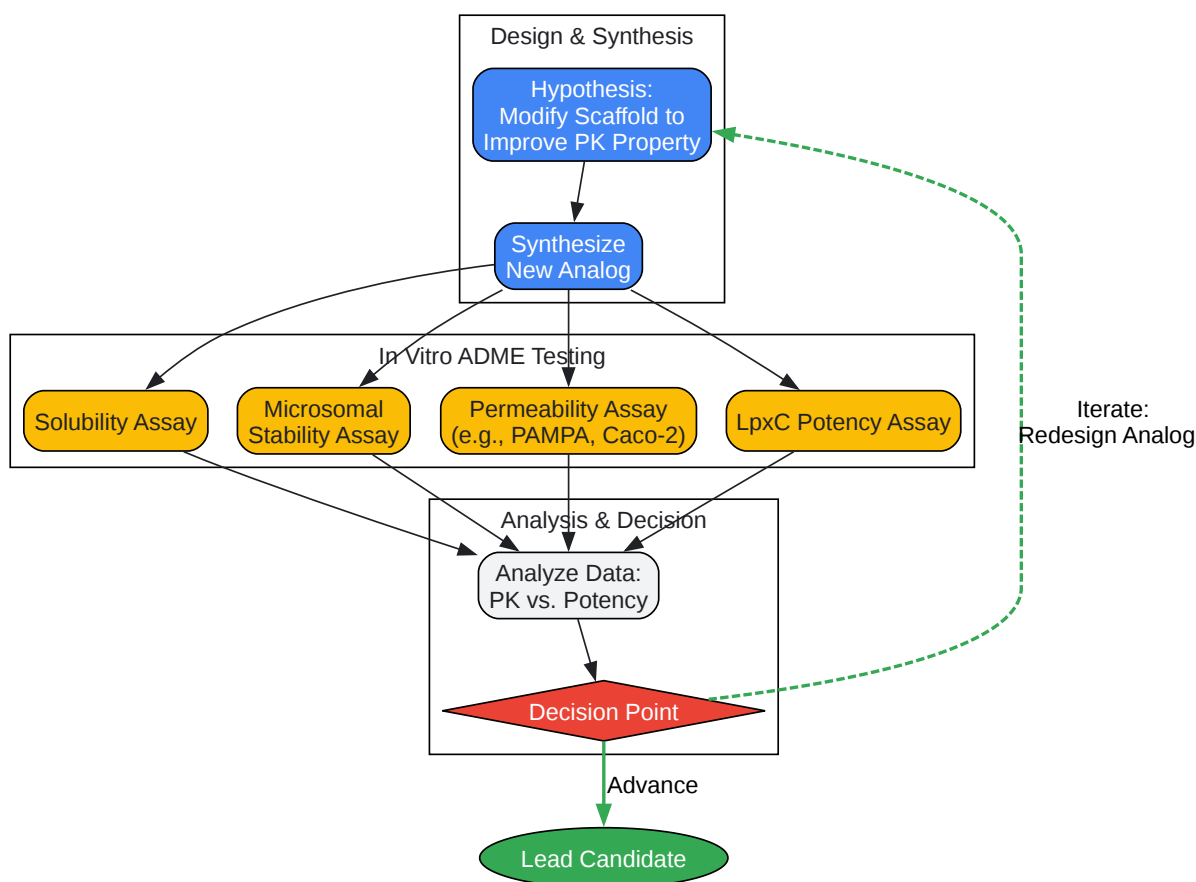 Design & Synthesis
Hypothesis:
Modify Scaffold to
Improve PK Property
Synthesize
New Analog
In Vitro ADME Testing
Solubility Assay
Microsomal
Stability Assay
Permeability Assay
(e.g., PAMPA, Caco-2)
LpxC Potency Assay
Iterate:
Redesign Analog
Analysis & Decision
Analyze Data:
PK vs. Potency
Decision Point
Advance
Lead Candidate